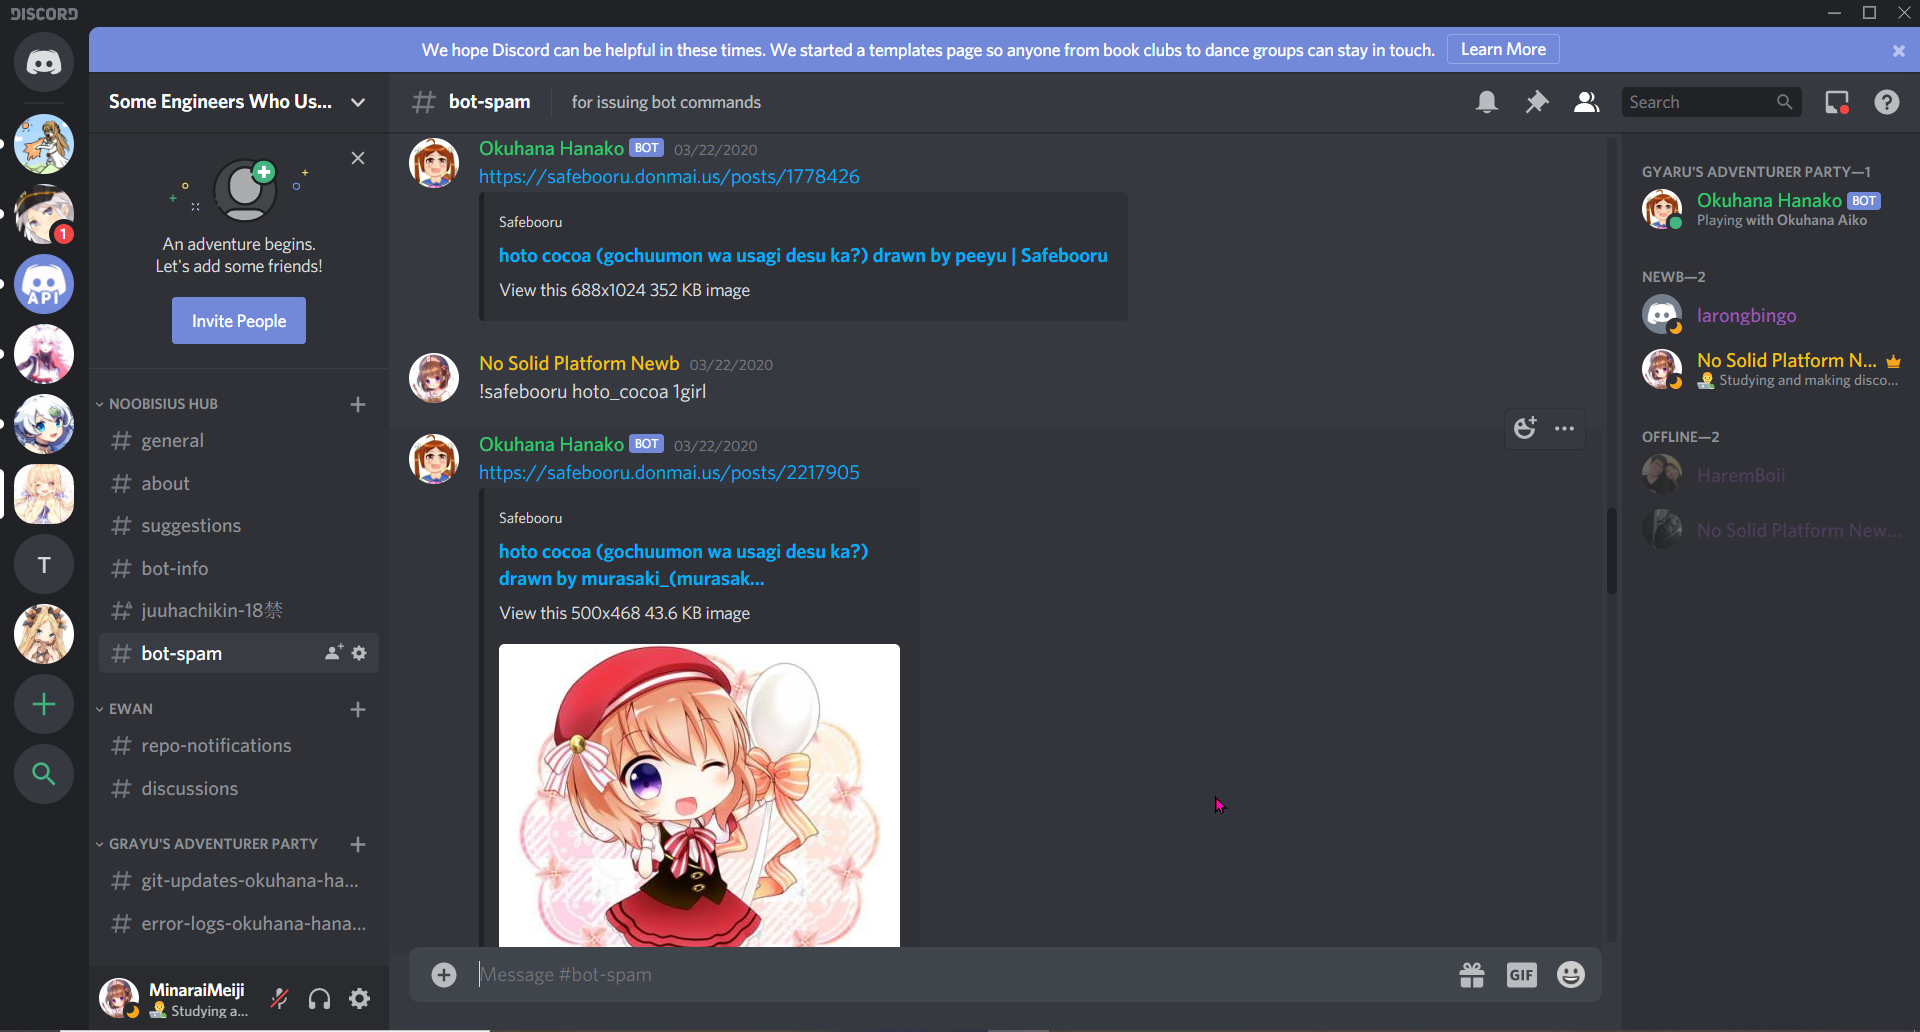 DISCORD
We hope Discord can be helpful in these times. We started a templates page so anyone from book clubs to dance groups can stay in touch.
Learn More
Some Engineers Who Us...
bot-spam
for issuing bot commands
Search
1
API
T
An adventure begins.
Let's add some friends!
Invite People
NOOBISIUS HUB
general
about
suggestions
bot-info
juuhachikin-18禁
bot-spam
EWAN
repo-notifications
discussions
GRAYU'S ADVENTURER PARTY
git-updates-okuhana-ha...
error-logs-okuhana-hana...
MinaraiMeiji
Studying a...
Okuhana Hanako BOT 03/22/2020
https://safebooru.donmai.us/posts/1778426
Safebooru
hoto cocoa (gochuumon wa usagi desu ka?) drawn by peeyu | Safebooru
View this 688x1024 352 KB image
No Solid Platform Newb 03/22/2020
!safebooru hoto_cocoa 1girl
Okuhana Hanako BOT 03/22/2020
https://safebooru.donmai.us/posts/2217905
Safebooru
hoto cocoa (gochuumon wa usagi desu ka?)
drawn by murasaki_(murasak...
View this 500x468 43.6 KB image
Message #bot-spam
GIF
GYARU'S ADVENTURER PARTY—1
Okuhana Hanako BOT
Playing with Okuhana Aiko
NEWB—2
larongbingo
No Solid Platform N...
Studying and making disco...
OFFLINE—2
HaremBoii
No Solid Platform New...